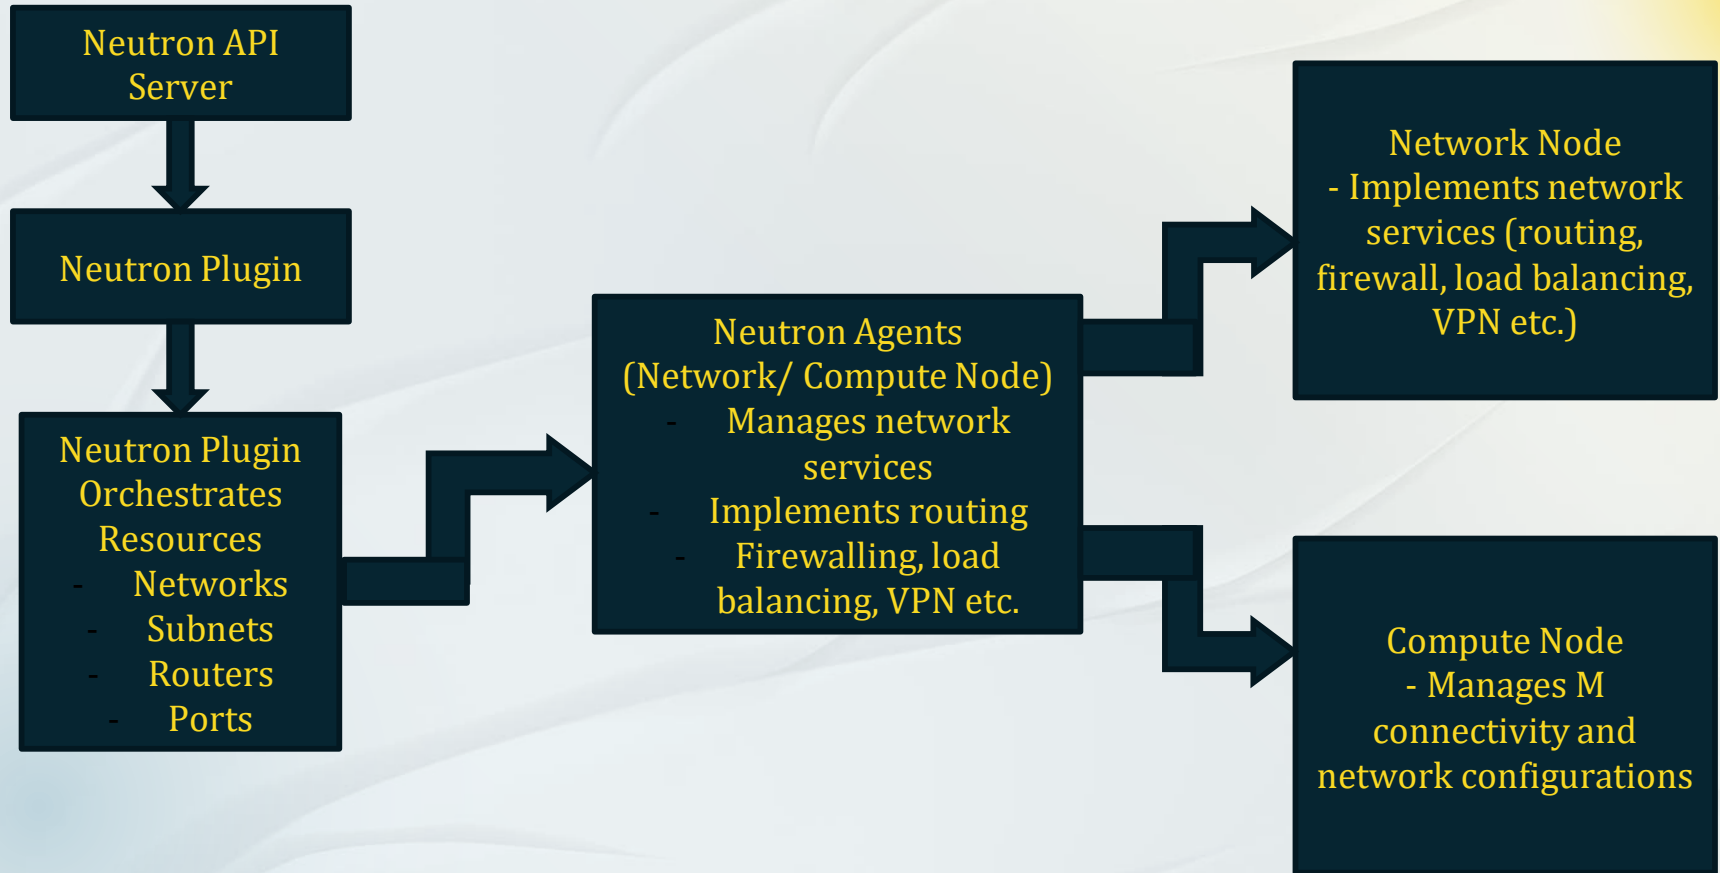 Neutron API
Server
Neutron Plugin
Neutron Plugin
Orchestrates
Resources
- Networks
- Subnets
- Routers
- Ports
Neutron Agents
(Network/ Compute Node)
- Manages network
services
- Implements routing
- Firewalling, load
balancing, VPN etc.
Network Node
- Implements network
services (routing,
firewall, load balancing,
VPN etc.)
Compute Node
- Manages M
connectivity and
network configurations